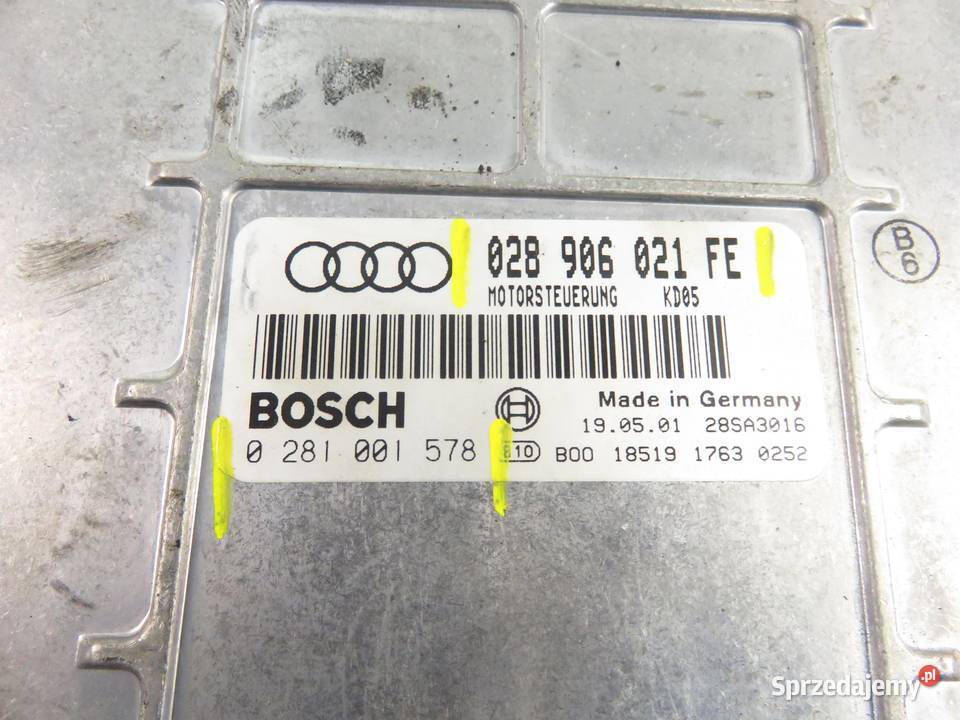 028 906 021 FE
MOTORSTEUERUNG KD05
BOSCH
Made in Germany
19.05.01 28SA3016
0 281 001 578 B10 B00 18519 1763 0252
B
6
Sprzedajemy.pl